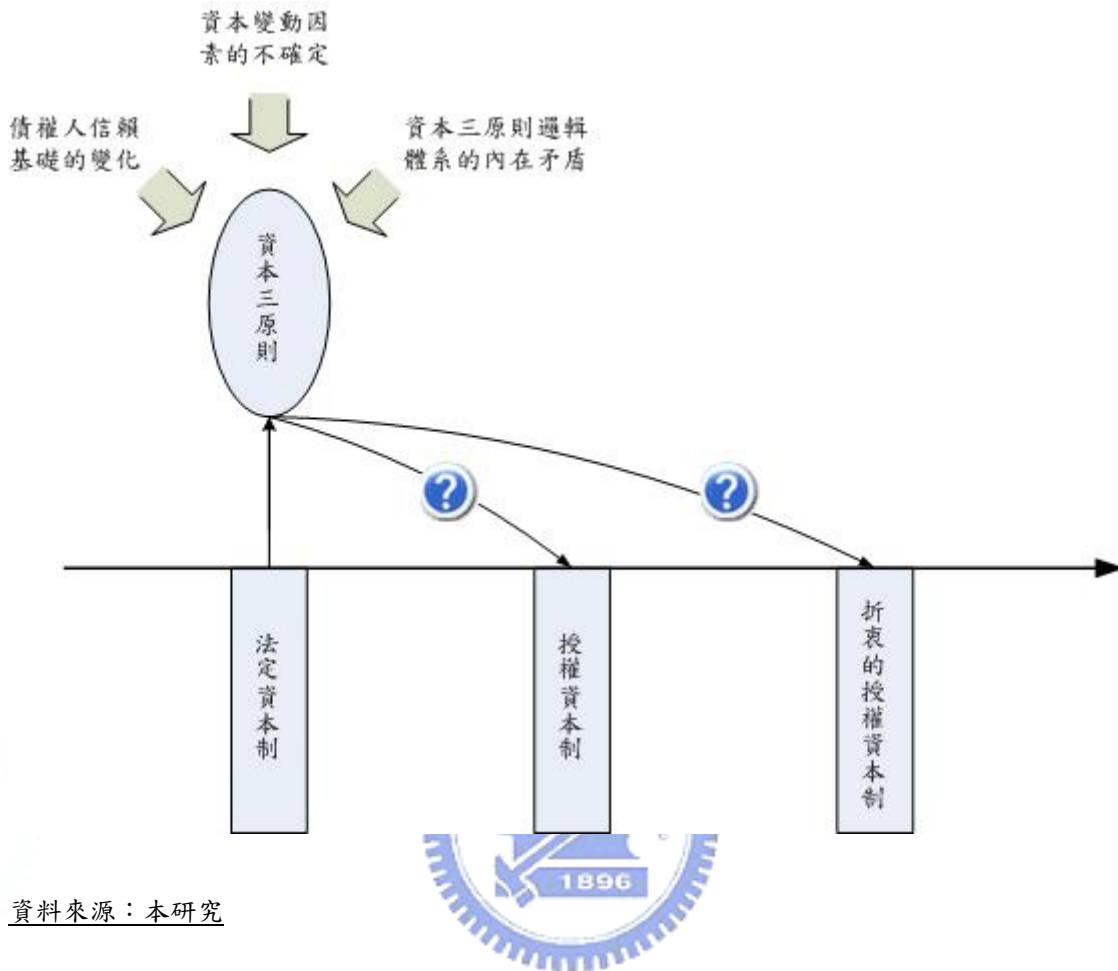 資本變動因
素的不確定
債權人信賴
基礎的變化
資本三原則邏輯
體系的內在矛盾
資本三原則
?
?
法定資本制
授權資本制
折衷的授權資本制
1896
資料來源：本研究